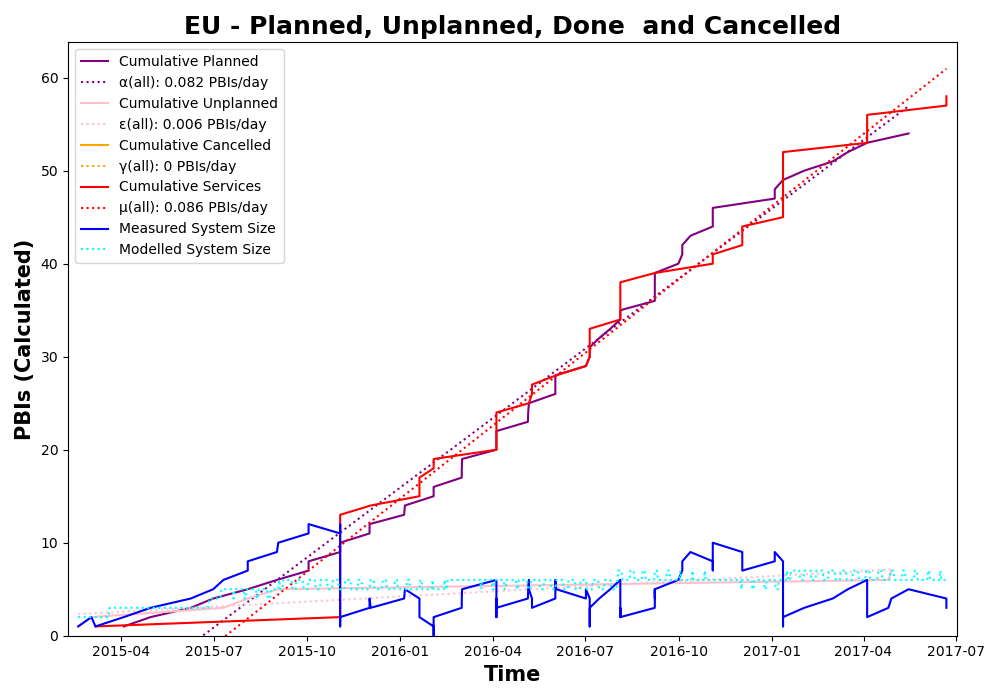 EU - Planned, Unplanned, Done  and Cancelled
Cumulative Planned
α(all): 0.082 PBIs/day
Cumulative Unplanned
ε(all): 0.006 PBIs/day
Cumulative Cancelled
γ(all): 0 PBIs/day
Cumulative Services
μ(all): 0.086 PBIs/day
Measured System Size
Modelled System Size
PBIs (Calculated)
60
50
40
30
20
10
0
2015-04 2015-07 2015-10 2016-01 2016-04 2016-07 2016-10 2017-01 2017-04 2017-07
Time